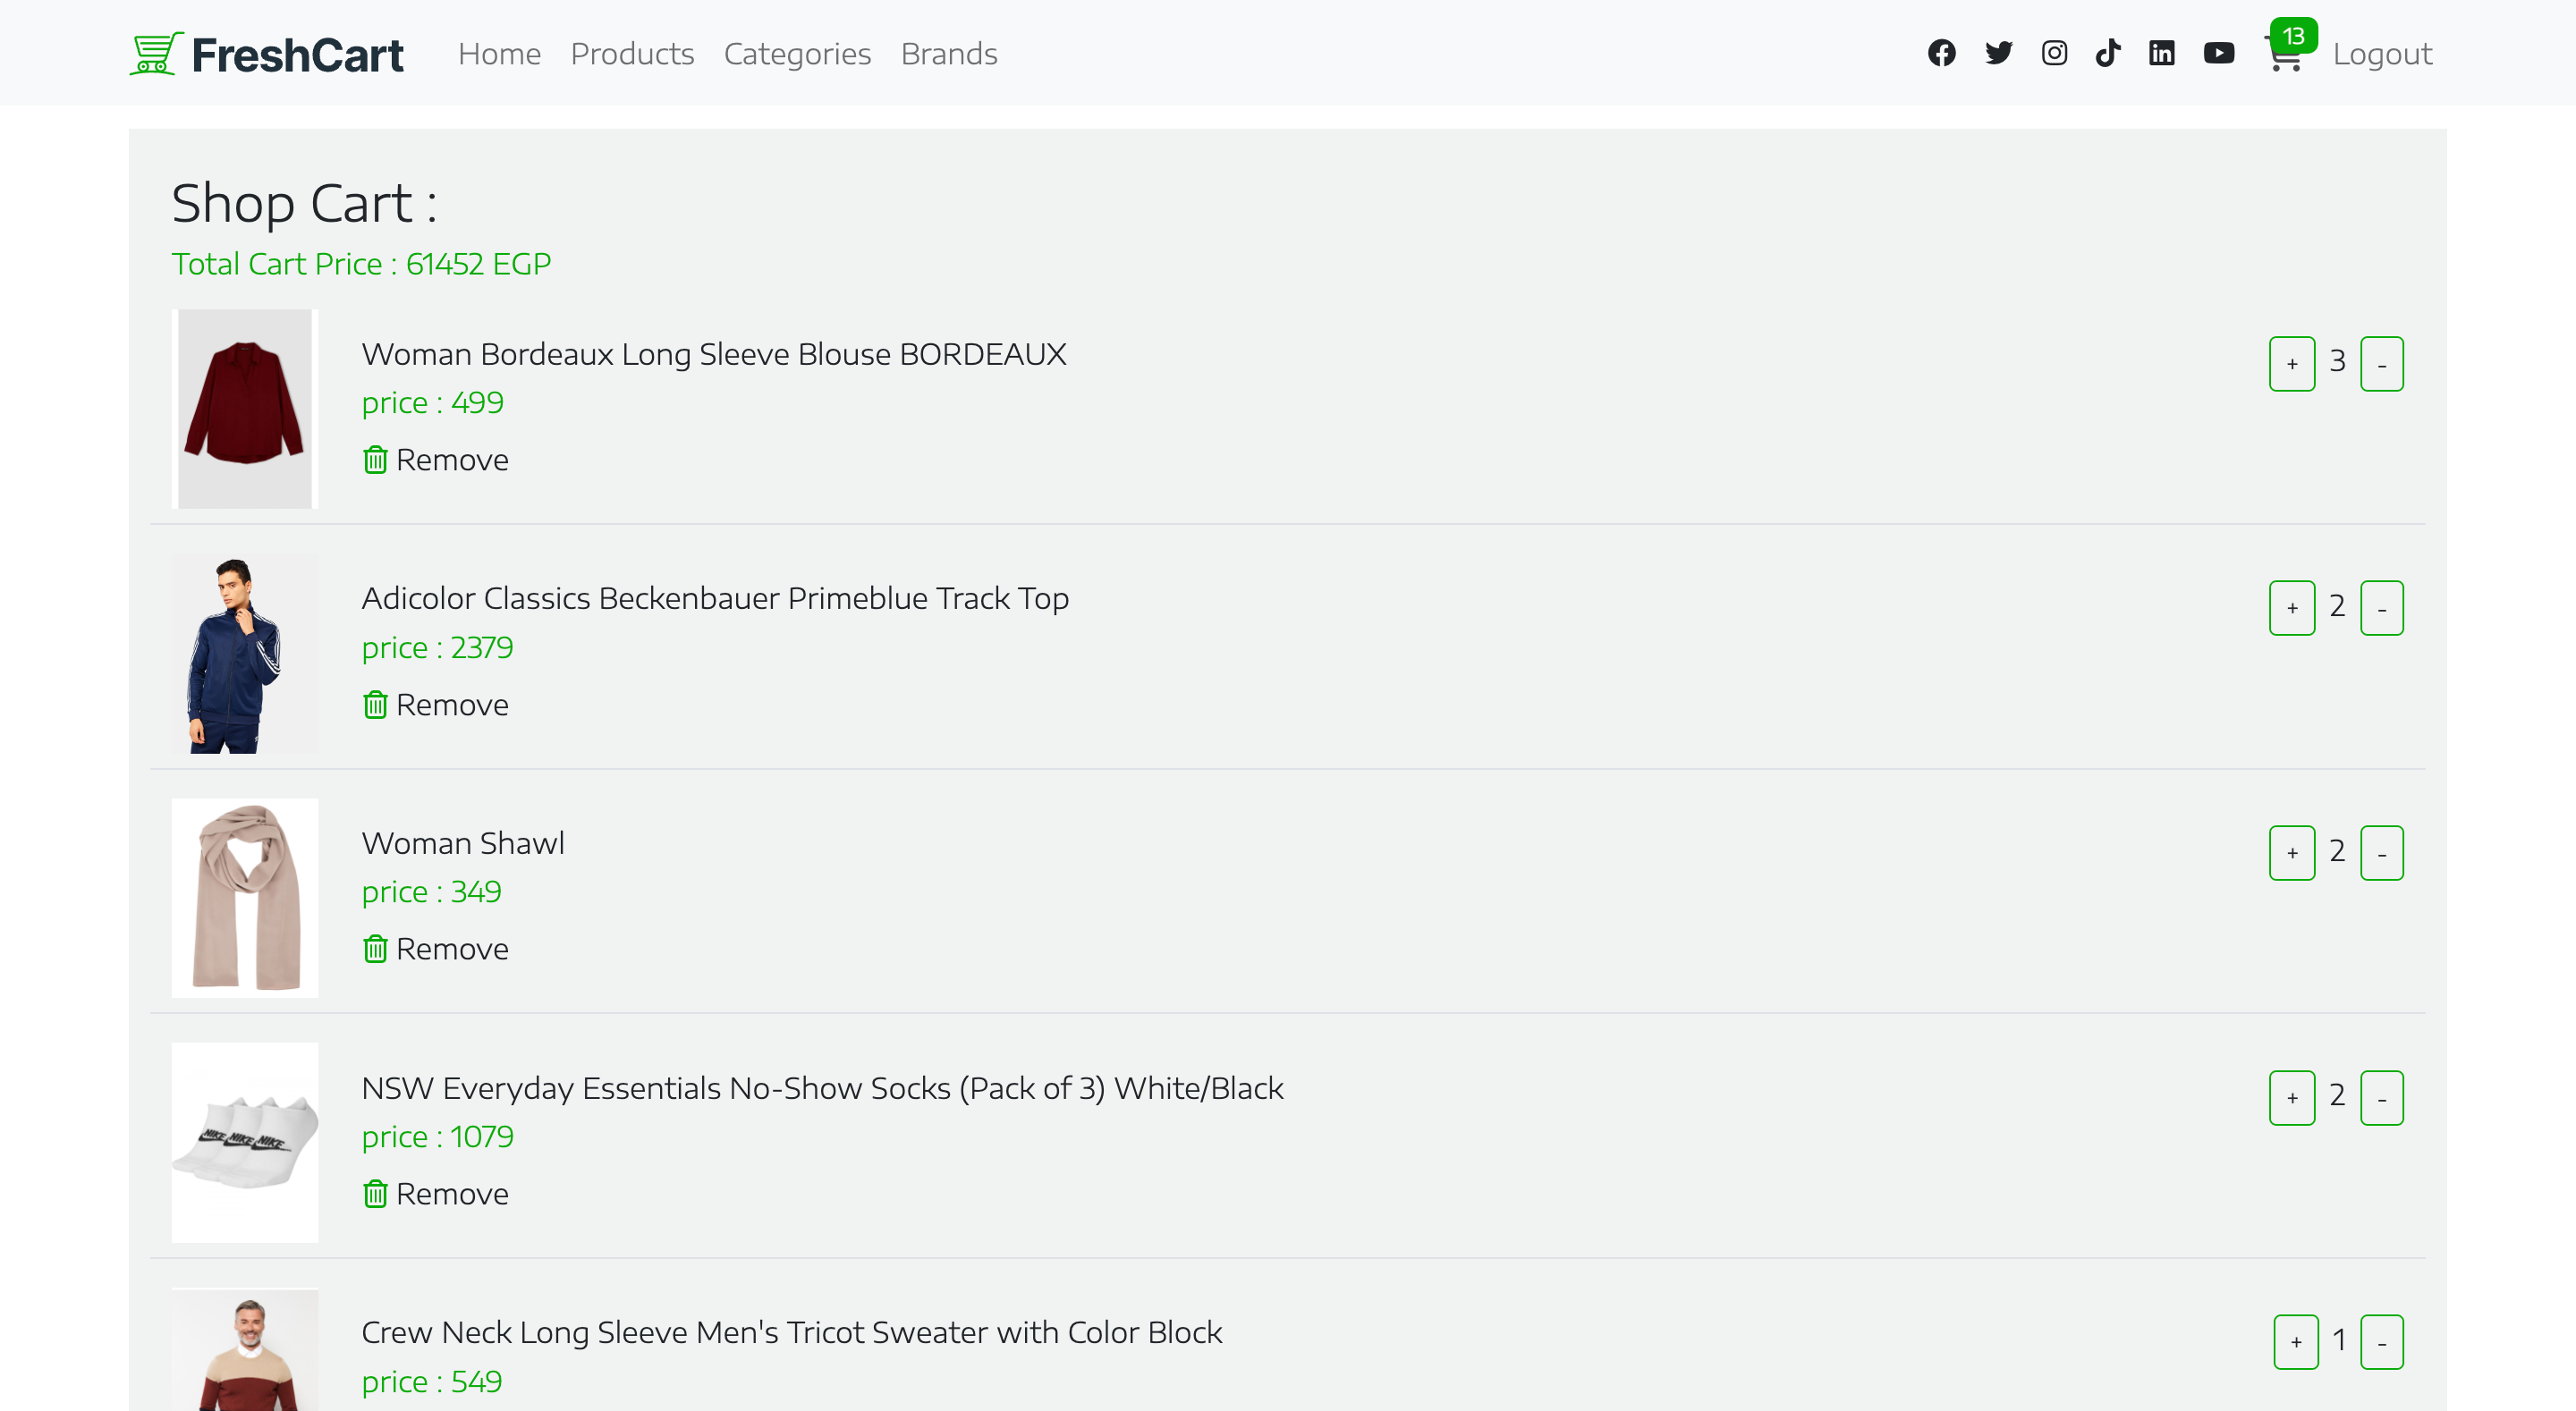 FreshCart Home Products Categories Brands 13 Logout
Shop Cart :
Total Cart Price : 61452 EGP
Woman Bordeaux Long Sleeve Blouse BORDEAUX
+ 3 -
price : 499
Remove
Adicolor Classics Beckenbauer Primeblue Track Top
+ 2 -
price : 2379
Remove
Woman Shawl
+ 2 -
price : 349
Remove
NSW Everyday Essentials No-Show Socks (Pack of 3) White/Black
+ 2 -
price : 1079
NIKE NIKE NIKE
Remove
Crew Neck Long Sleeve Men's Tricot Sweater with Color Block
+ 1 -
price : 549